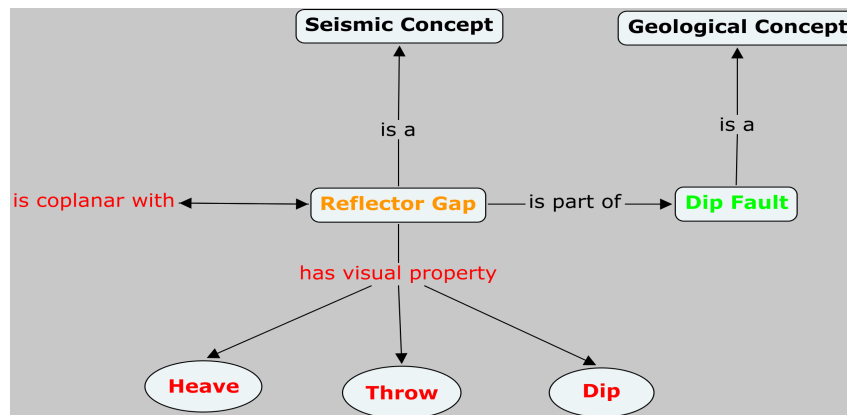 Seismic Concept
Geological Concept
is a
is a
is coplanar with
Reflector Gap
is part of
Dip Fault
has visual property
Heave
Throw
Dip